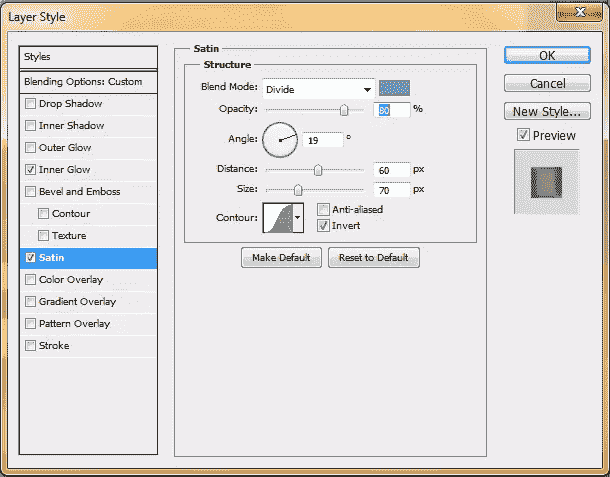 Layer Style
Styles
Blending Options: Custom
Drop Shadow
Inner Shadow
Outer Glow
Inner Glow
Bevel and Emboss
Contour
Texture
Satin
Color Overlay
Gradient Overlay
Pattern Overlay
Stroke
Satin
Structure
Blend Mode: Divide
Opacity: 80 %
Angle: 19 °
Distance: 60 px
Size: 70 px
Contour: Anti-aliased
Invert
Make Default Reset to Default
OK
Cancel
New Style...
Preview